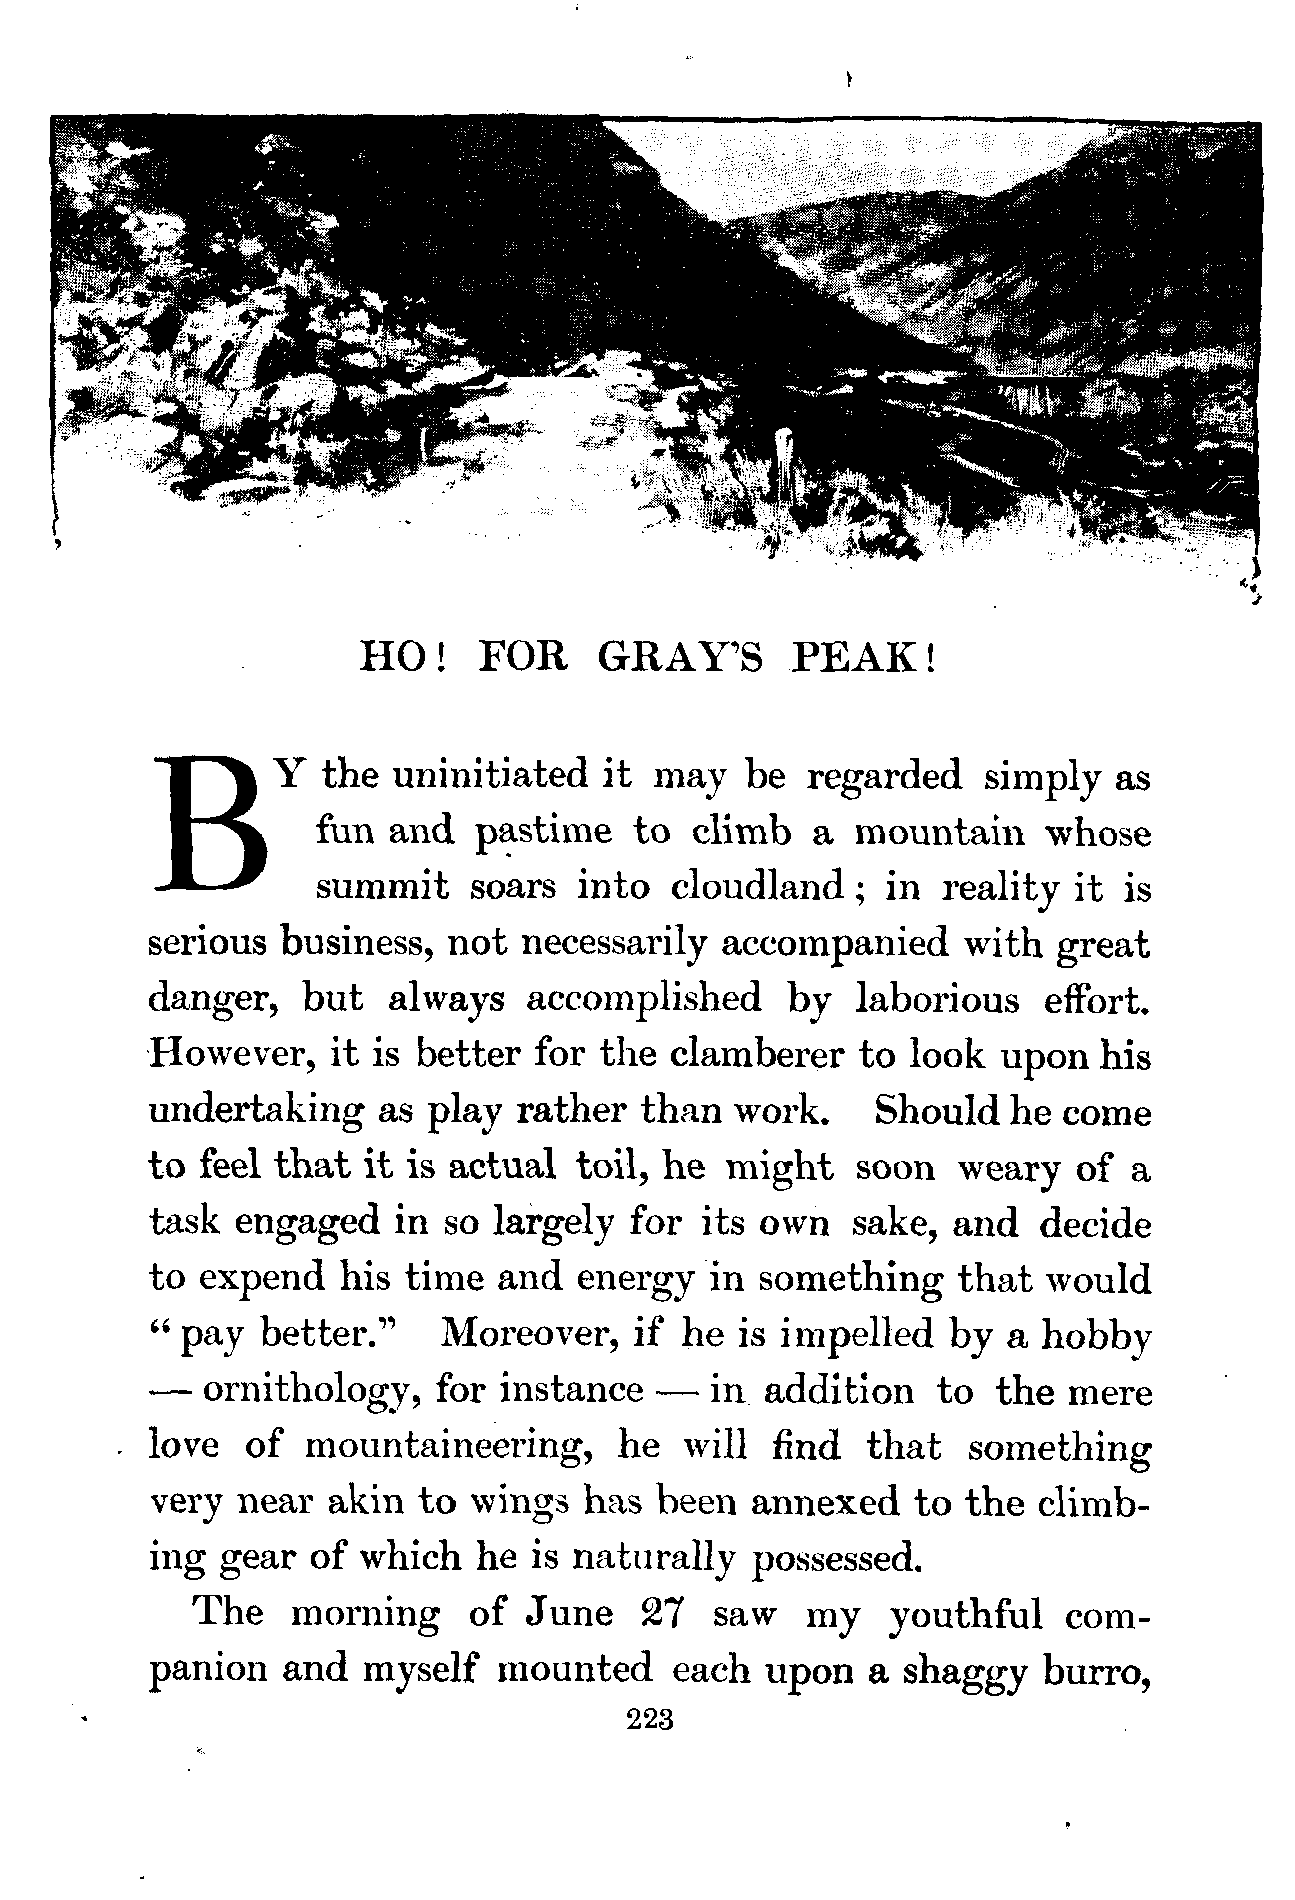 HO! FOR GRAY'S PEAK!
BY the uninitiated it may be regarded simply as
fun and pastime to climb a mountain whose
summit soars into cloudland; in reality it is
serious business, not necessarily accompanied with great
danger, but always accomplished by laborious effort.
However, it is better for the clamberer to look upon his
undertaking as play rather than work. Should he come
to feel that it is actual toil, he might soon weary of a
task engaged in so largely for its own sake, and decide
to expend his time and energy in something that would
"pay better." Moreover, if he is impelled by a hobby
— ornithology, for instance — in addition to the mere
love of mountaineering, he will find that something
very near akin to wings has been annexed to the climb-
ing gear of which he is naturally possessed.
The morning of June 27 saw my youthful com-
panion and myself mounted each upon a shaggy burro,
223